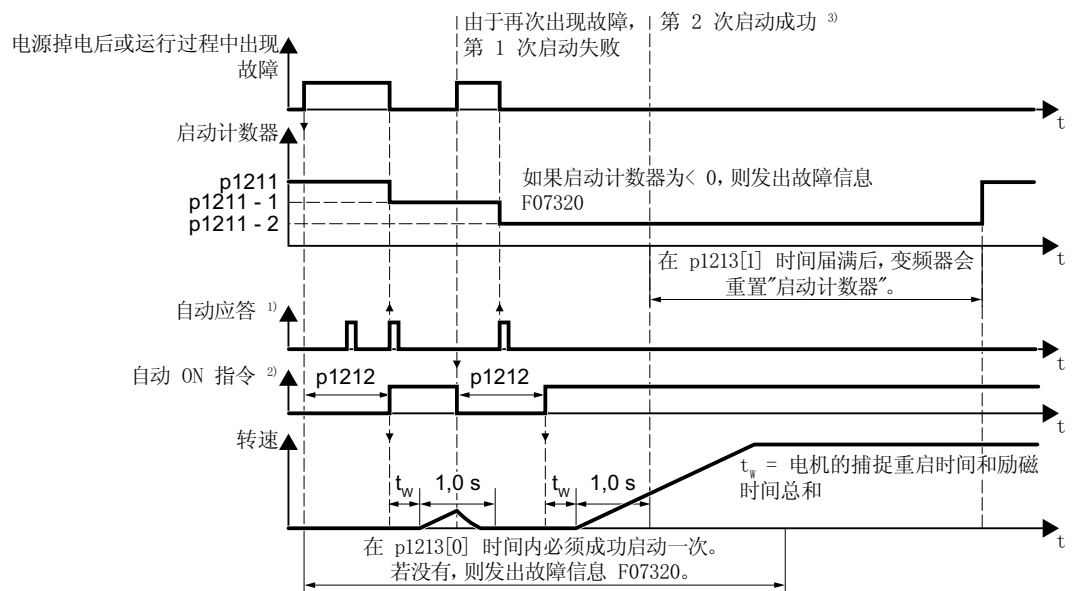 由于再次出现故障，
第 1 次启动失败
第 2 次启动成功 3)
电源掉电后或运行过程中出现
故障
t
启动计数器
p1211
p1211 - 1
p1211 - 2
如果启动计数器为< 0，则发出故障信息
F07320
t
在 p1213[1] 时间届满后，变频器会
重置"启动计数器"。
自动应答 1)
t
自动 ON 指令 2)
p1212
p1212
t
转速
tw
1,0 s
tw
1,0 s
tw = 电机的捕捉重启时间和励磁
时间总和
t
在 p1213[0] 时间内必须成功启动一次。
若没有，则发出故障信息 F07320。